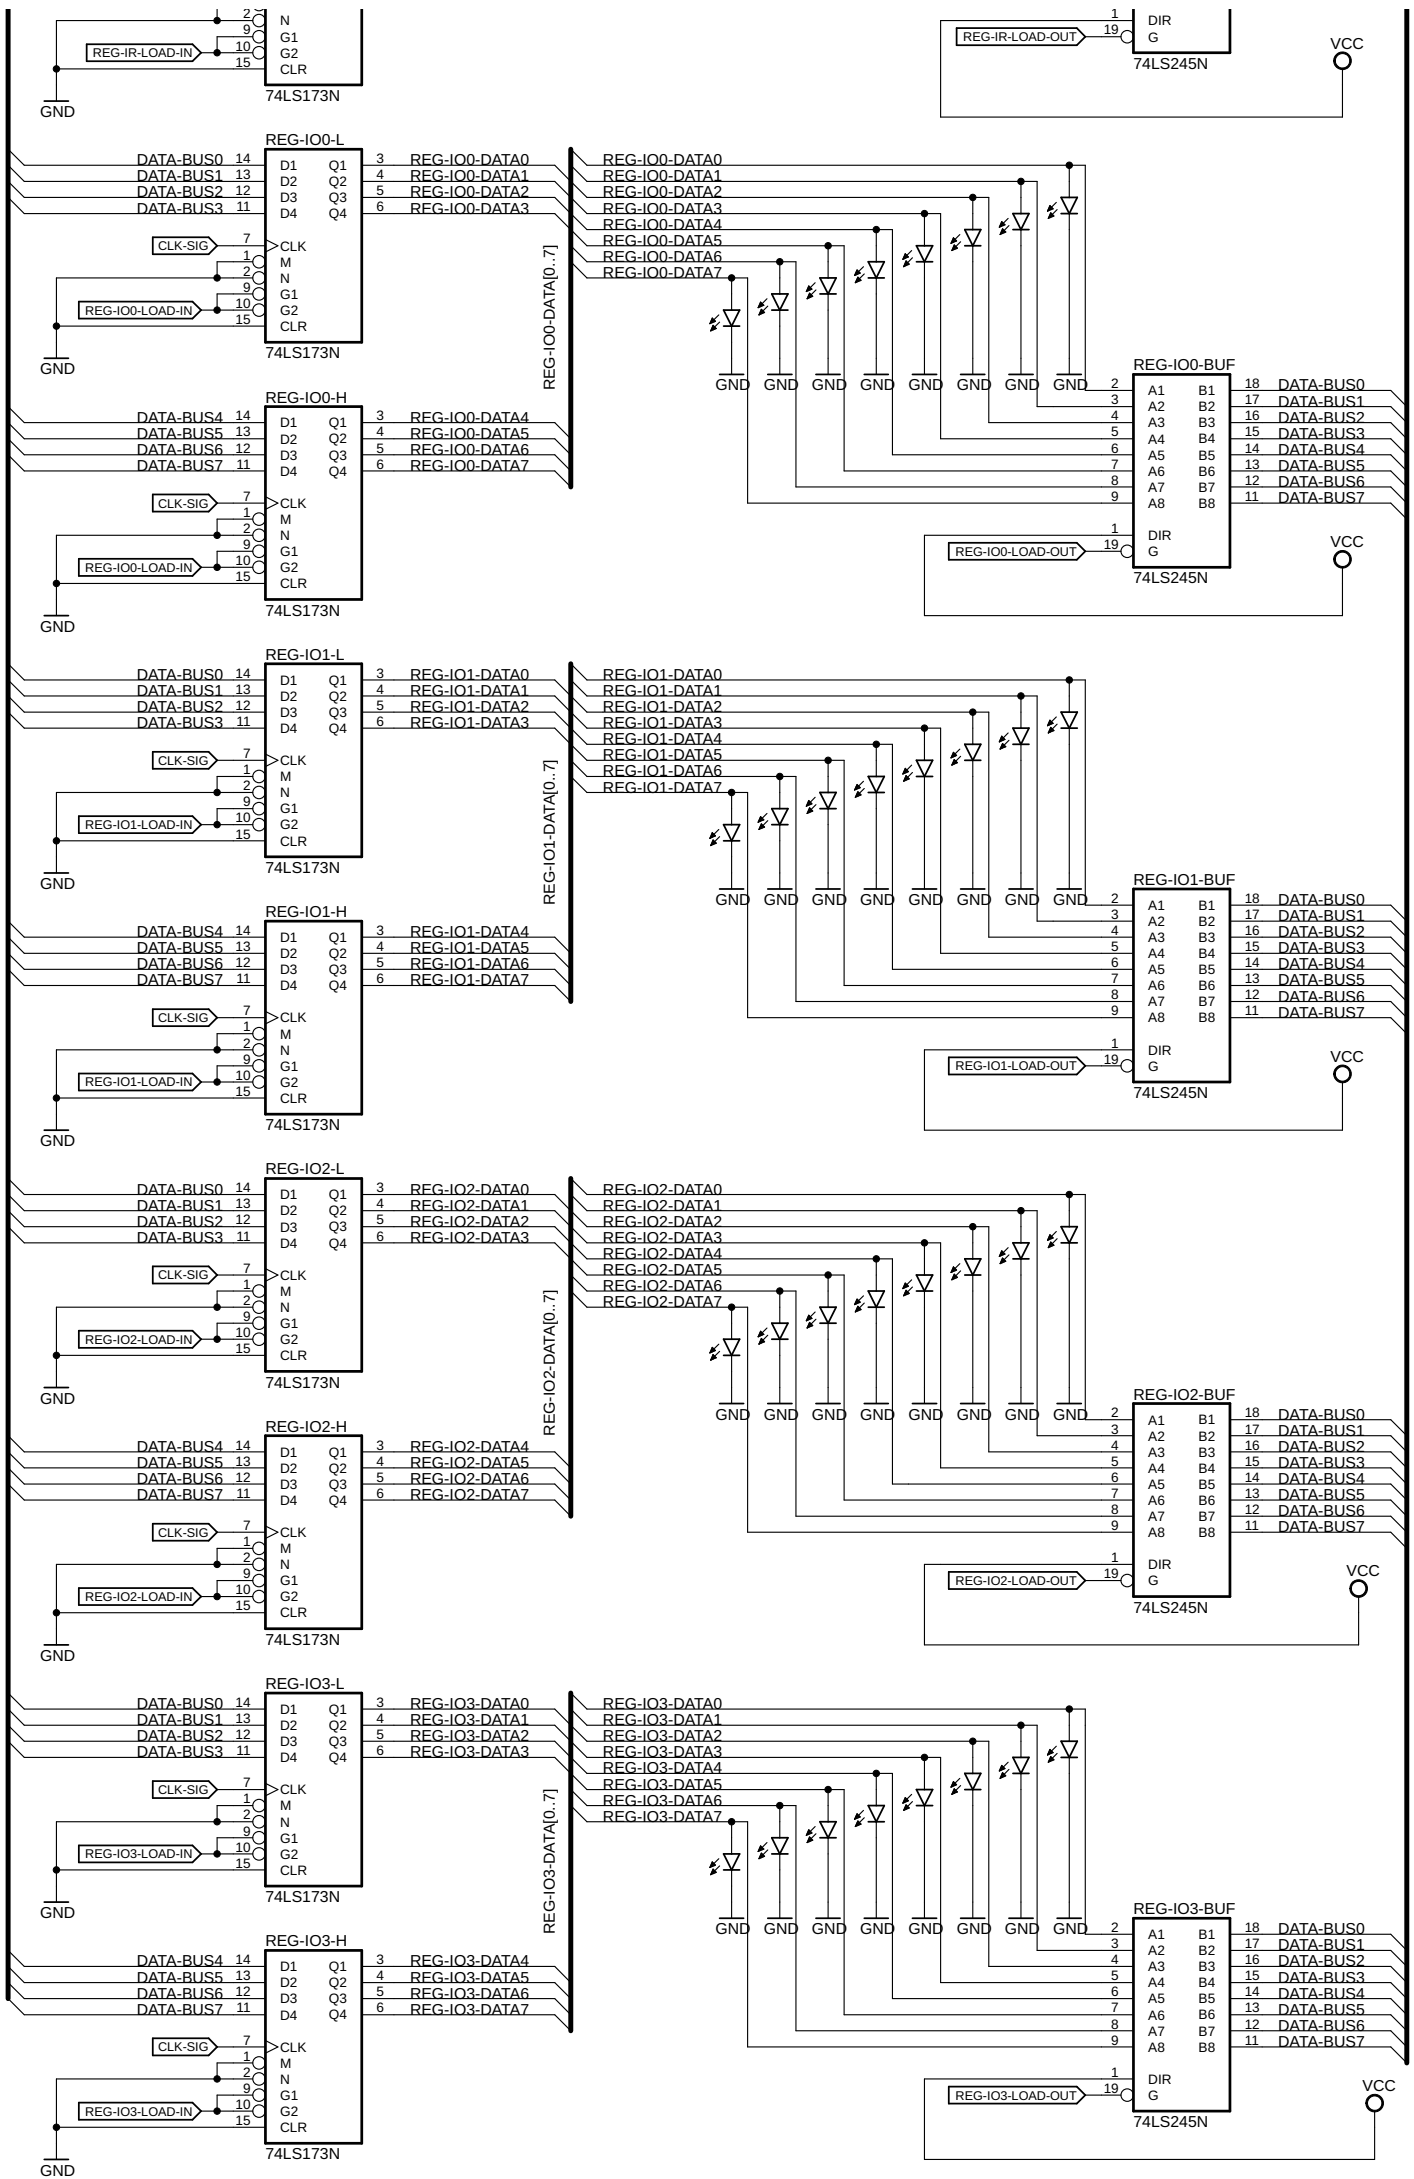 2 N
9 G1
REG-IR-LOAD-IN 10 G2
15 CLR
74LS173N
GND
1 DIR
REG-IR-LOAD-OUT 19 G
74LS245N
VCC
REG-IO0-L
DATA-BUS0 14 D1 Q1 3 REG-IO0-DATA0
DATA-BUS1 13 D2 Q2 4 REG-IO0-DATA1
DATA-BUS2 12 D3 Q3 5 REG-IO0-DATA2
DATA-BUS3 11 D4 Q4 6 REG-IO0-DATA3
CLK-SIG 7 CLK
1 M
2 N
9 G1
REG-IO0-LOAD-IN 10 G2
15 CLR
74LS173N
GND
REG-IO0-H
DATA-BUS4 14 D1 Q1 3 REG-IO0-DATA4
DATA-BUS5 13 D2 Q2 4 REG-IO0-DATA5
DATA-BUS6 12 D3 Q3 5 REG-IO0-DATA6
DATA-BUS7 11 D4 Q4 6 REG-IO0-DATA7
CLK-SIG 7 CLK
1 M
2 N
9 G1
REG-IO0-LOAD-IN 10 G2
15 CLR
74LS173N
GND
REG-IO0-DATA[0..7]
REG-IO0-DATA0
REG-IO0-DATA1
REG-IO0-DATA2
REG-IO0-DATA3
REG-IO0-DATA4
REG-IO0-DATA5
REG-IO0-DATA6
REG-IO0-DATA7
GND GND GND GND GND GND GND GND
REG-IO0-BUF
2 A1 B1 18 DATA-BUS0
3 A2 B2 17 DATA-BUS1
4 A3 B3 16 DATA-BUS2
5 A4 B4 15 DATA-BUS3
6 A5 B5 14 DATA-BUS4
7 A6 B6 13 DATA-BUS5
8 A7 B7 12 DATA-BUS6
9 A8 B8 11 DATA-BUS7
1 DIR
REG-IO0-LOAD-OUT 19 G
74LS245N
VCC
REG-IO1-L
DATA-BUS0 14 D1 Q1 3 REG-IO1-DATA0
DATA-BUS1 13 D2 Q2 4 REG-IO1-DATA1
DATA-BUS2 12 D3 Q3 5 REG-IO1-DATA2
DATA-BUS3 11 D4 Q4 6 REG-IO1-DATA3
CLK-SIG 7 CLK
1 M
2 N
9 G1
REG-IO1-LOAD-IN 10 G2
15 CLR
74LS173N
GND
REG-IO1-H
DATA-BUS4 14 D1 Q1 3 REG-IO1-DATA4
DATA-BUS5 13 D2 Q2 4 REG-IO1-DATA5
DATA-BUS6 12 D3 Q3 5 REG-IO1-DATA6
DATA-BUS7 11 D4 Q4 6 REG-IO1-DATA7
CLK-SIG 7 CLK
1 M
2 N
9 G1
REG-IO1-LOAD-IN 10 G2
15 CLR
74LS173N
GND
REG-IO1-DATA[0..7]
REG-IO1-DATA0
REG-IO1-DATA1
REG-IO1-DATA2
REG-IO1-DATA3
REG-IO1-DATA4
REG-IO1-DATA5
REG-IO1-DATA6
REG-IO1-DATA7
GND GND GND GND GND GND GND GND
REG-IO1-BUF
2 A1 B1 18 DATA-BUS0
3 A2 B2 17 DATA-BUS1
4 A3 B3 16 DATA-BUS2
5 A4 B4 15 DATA-BUS3
6 A5 B5 14 DATA-BUS4
7 A6 B6 13 DATA-BUS5
8 A7 B7 12 DATA-BUS6
9 A8 B8 11 DATA-BUS7
1 DIR
REG-IO1-LOAD-OUT 19 G
74LS245N
VCC
REG-IO2-L
DATA-BUS0 14 D1 Q1 3 REG-IO2-DATA0
DATA-BUS1 13 D2 Q2 4 REG-IO2-DATA1
DATA-BUS2 12 D3 Q3 5 REG-IO2-DATA2
DATA-BUS3 11 D4 Q4 6 REG-IO2-DATA3
CLK-SIG 7 CLK
1 M
2 N
9 G1
REG-IO2-LOAD-IN 10 G2
15 CLR
74LS173N
GND
REG-IO2-H
DATA-BUS4 14 D1 Q1 3 REG-IO2-DATA4
DATA-BUS5 13 D2 Q2 4 REG-IO2-DATA5
DATA-BUS6 12 D3 Q3 5 REG-IO2-DATA6
DATA-BUS7 11 D4 Q4 6 REG-IO2-DATA7
CLK-SIG 7 CLK
1 M
2 N
9 G1
REG-IO2-LOAD-IN 10 G2
15 CLR
74LS173N
GND
REG-IO2-DATA[0..7]
REG-IO2-DATA0
REG-IO2-DATA1
REG-IO2-DATA2
REG-IO2-DATA3
REG-IO2-DATA4
REG-IO2-DATA5
REG-IO2-DATA6
REG-IO2-DATA7
GND GND GND GND GND GND GND GND
REG-IO2-BUF
2 A1 B1 18 DATA-BUS0
3 A2 B2 17 DATA-BUS1
4 A3 B3 16 DATA-BUS2
5 A4 B4 15 DATA-BUS3
6 A5 B5 14 DATA-BUS4
7 A6 B6 13 DATA-BUS5
8 A7 B7 12 DATA-BUS6
9 A8 B8 11 DATA-BUS7
1 DIR
REG-IO2-LOAD-OUT 19 G
74LS245N
VCC
REG-IO3-L
DATA-BUS0 14 D1 Q1 3 REG-IO3-DATA0
DATA-BUS1 13 D2 Q2 4 REG-IO3-DATA1
DATA-BUS2 12 D3 Q3 5 REG-IO3-DATA2
DATA-BUS3 11 D4 Q4 6 REG-IO3-DATA3
CLK-SIG 7 CLK
1 M
2 N
9 G1
REG-IO3-LOAD-IN 10 G2
15 CLR
74LS173N
GND
REG-IO3-H
DATA-BUS4 14 D1 Q1 3 REG-IO3-DATA4
DATA-BUS5 13 D2 Q2 4 REG-IO3-DATA5
DATA-BUS6 12 D3 Q3 5 REG-IO3-DATA6
DATA-BUS7 11 D4 Q4 6 REG-IO3-DATA7
CLK-SIG 7 CLK
1 M
2 N
9 G1
REG-IO3-LOAD-IN 10 G2
15 CLR
74LS173N
GND
REG-IO3-DATA[0..7]
REG-IO3-DATA0
REG-IO3-DATA1
REG-IO3-DATA2
REG-IO3-DATA3
REG-IO3-DATA4
REG-IO3-DATA5
REG-IO3-DATA6
REG-IO3-DATA7
GND GND GND GND GND GND GND GND
REG-IO3-BUF
2 A1 B1 18 DATA-BUS0
3 A2 B2 17 DATA-BUS1
4 A3 B3 16 DATA-BUS2
5 A4 B4 15 DATA-BUS3
6 A5 B5 14 DATA-BUS4
7 A6 B6 13 DATA-BUS5
8 A7 B7 12 DATA-BUS6
9 A8 B8 11 DATA-BUS7
1 DIR
REG-IO3-LOAD-OUT 19 G
74LS245N
VCC